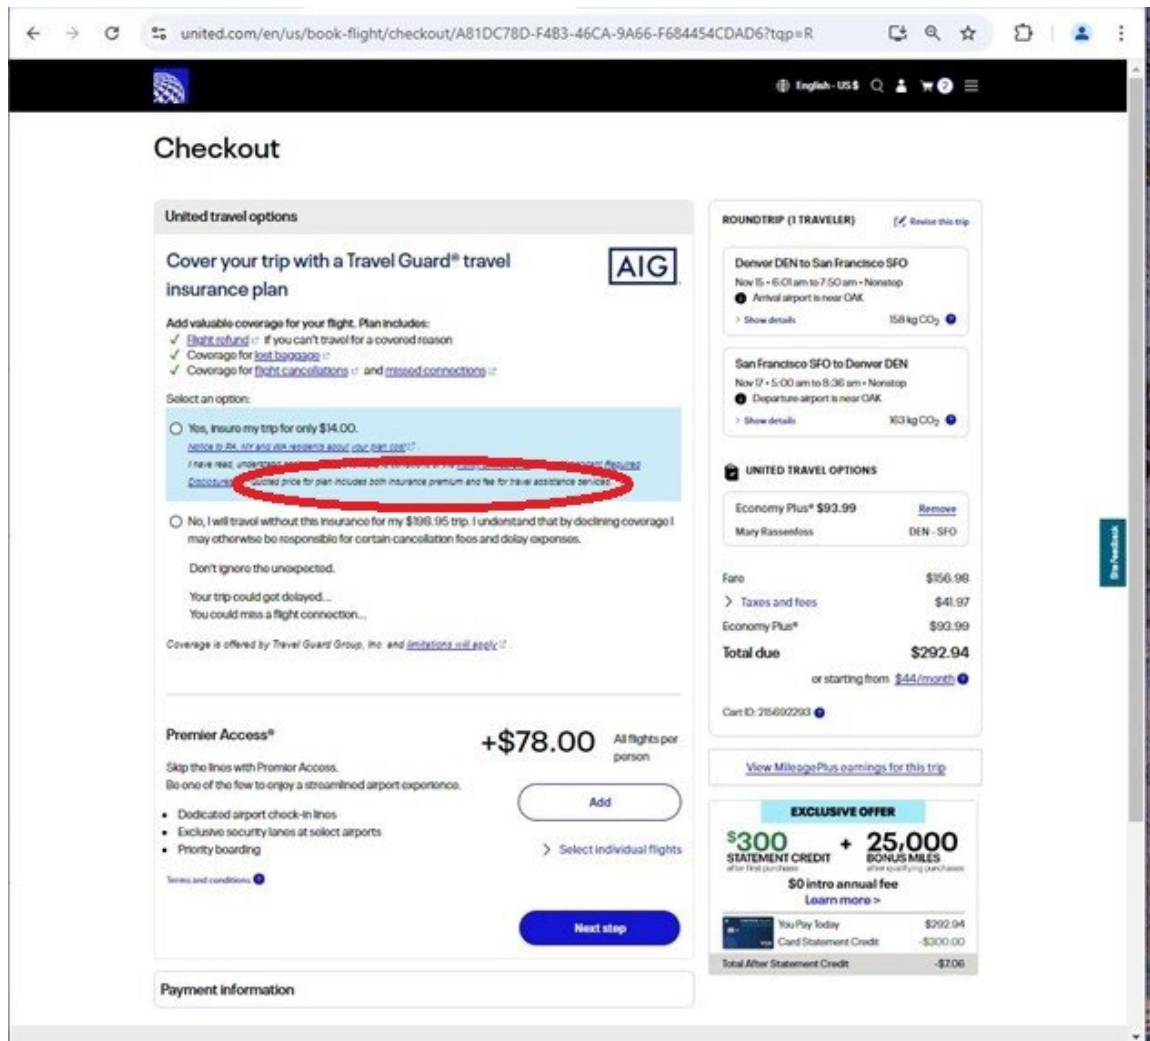 united.com/en/us/book-flight/checkout/A81DC78D-F4B3-46CA-9A66-F684454CDAD6?tqp=R
English - US $
2
Checkout
United travel options
Cover your trip with a Travel Guard® travel
insurance plan
AIG
Add valuable coverage for your flight. Plan includes:
Flight refund if you can't travel for a covered reason
Coverage for lost baggage
Coverage for flight cancellations and missed connections
Select an option:
Yes, insure my trip for only $14.00.
Notice to PA, NY and WA residents about your plan cost.
I have read, understand Required
quoted price for plan includes both insurance premium and fee for travel assistance services
No, I will travel without this insurance for my $198.95 trip. I understand that by declining coverage I
may otherwise be responsible for certain cancellation fees and delay expenses.
Don't ignore the unexpected.
Your trip could get delayed...
You could miss a flight connection...
Coverage is offered by Travel Guard Group, Inc. and limitations will apply.
Premier Access®
+$78.00
All flights per
person
Skip the lines with Premier Access.
Be one of the few to enjoy a streamlined airport experience.
Dedicated airport check-in lines
Exclusive security lanes at select airports
Priority boarding
Add
Select individual flights
Terms and conditions
Next step
Payment information
ROUNDTRIP (1 TRAVELER)
Revise this trip
Denver DEN to San Francisco SFO
Nov 15 • 6:01 am to 7:50 am • Nonstop
Arrival airport is near OAK
Show details
158 kg CO2
San Francisco SFO to Denver DEN
Nov 17 • 5:00 am to 8:36 am • Nonstop
Departure airport is near OAK
Show details
163 kg CO2
UNITED TRAVEL OPTIONS
Economy Plus® $93.99 Remove
Mary Rassenfoss DEN - SFO
Fare $156.98
Taxes and fees $41.97
Economy Plus® $93.99
Total due $292.94
or starting from $44/month
Cart ID: 215692293
View MileagePlus earnings for this trip
EXCLUSIVE OFFER
$300 + 25,000
STATEMENT CREDIT BONUS MILES
after first purchase after qualifying purchases
$0 intro annual fee
Learn more >
You Pay Today $292.94
Card Statement Credit -$300.00
Total After Statement Credit -$7.06
Site Feedback